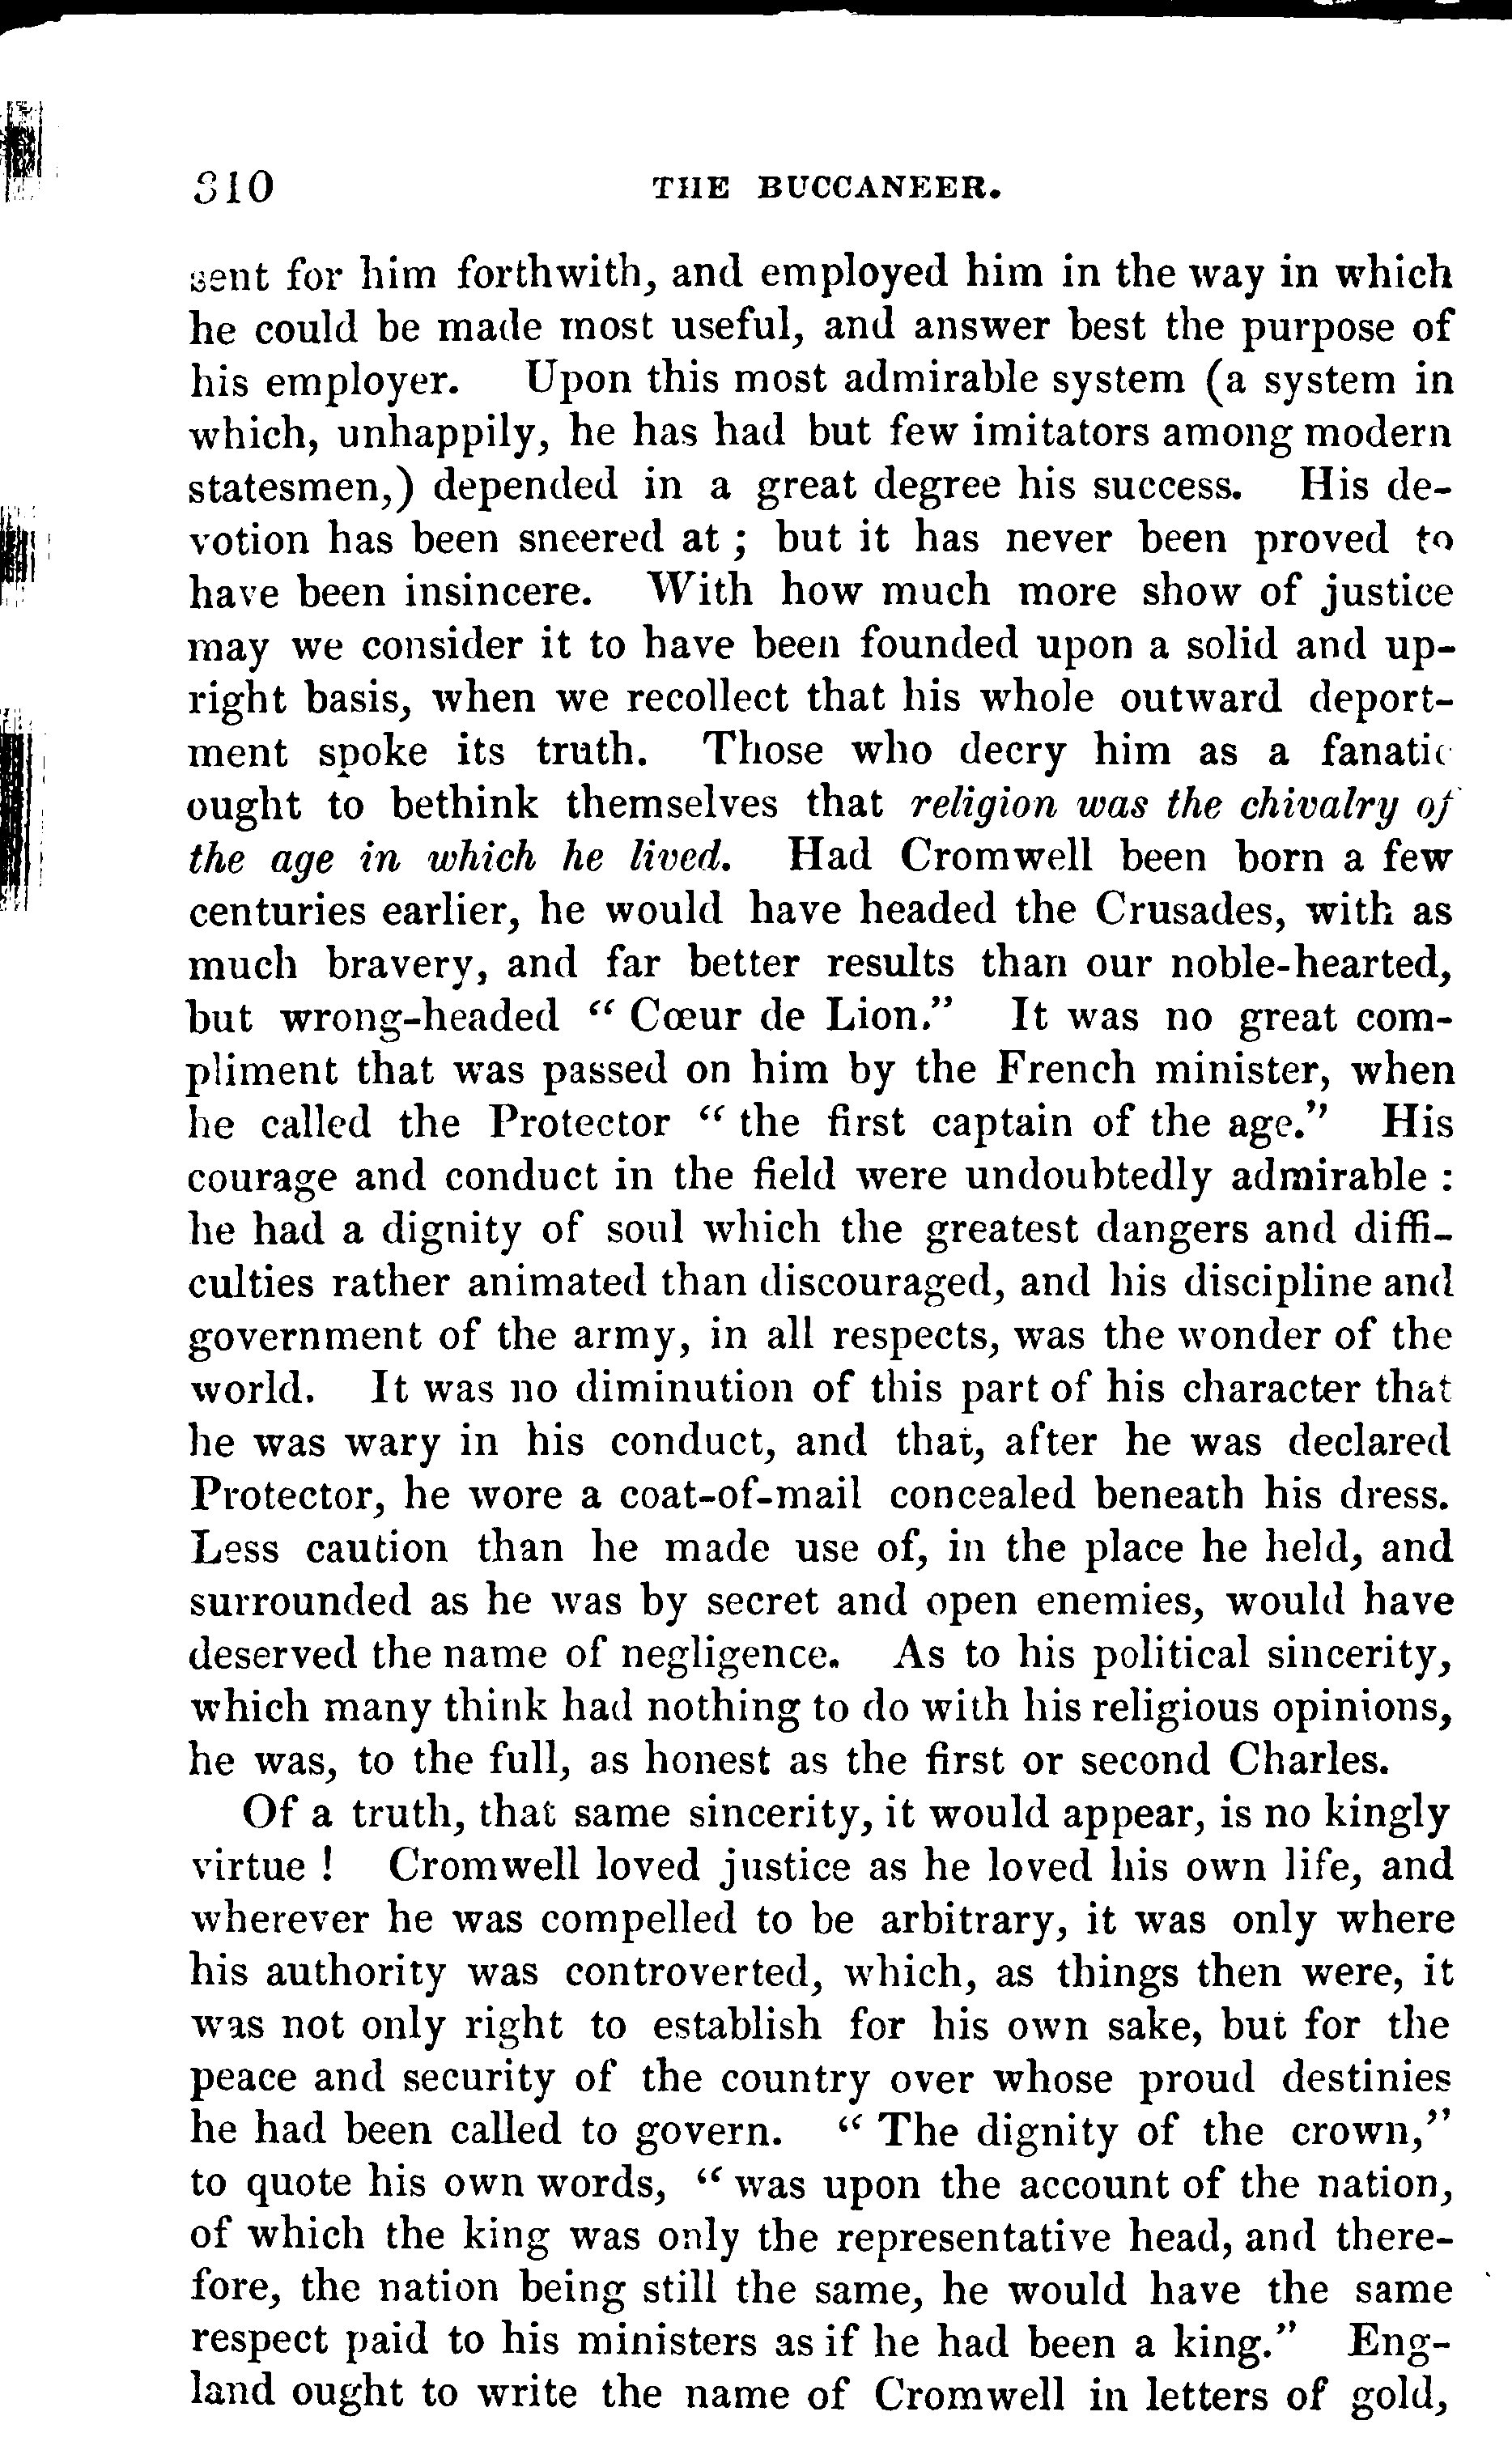 310 THE BUCCANEER.
sent for him forthwith, and employed him in the way in which
he could be made most useful, and answer best the purpose of
his employer. Upon this most admirable system (a system in
which, unhappily, he has had but few imitators among modern
statesmen,) depended in a great degree his success. His de-
votion has been sneered at ; but it has never been proved to
have been insincere. With how much more show of justice
may we consider it to have been founded upon a solid and up-
right basis, when we recollect that his whole outward deport-
ment spoke its truth. Those who decry him as a fanatic
ought to bethink themselves that religion was the chivalry of
the age in which he lived. Had Cromwell been born a few
centuries earlier, he would have headed the Crusades, with as
much bravery, and far better results than our noble-hearted,
but wrong-headed “ Cœur de Lion.” It was no great com-
pliment that was passed on him by the French minister, when
he called the Protector “ the first captain of the age.” His
courage and conduct in the field were undoubtedly admirable :
he had a dignity of soul which the greatest dangers and diffi-
culties rather animated than discouraged, and his discipline and
government of the army, in all respects, was the wonder of the
world. It was no diminution of this part of his character that
he was wary in his conduct, and that, after he was declared
Protector, he wore a coat-of-mail concealed beneath his dress.
Less caution than he made use of, in the place he held, and
surrounded as he was by secret and open enemies, would have
deserved the name of negligence. As to his political sincerity,
which many think had nothing to do with his religious opinions,
he was, to the full, as honest as the first or second Charles.
Of a truth, that same sincerity, it would appear, is no kingly
virtue ! Cromwell loved justice as he loved his own life, and
wherever he was compelled to be arbitrary, it was only where
his authority was controverted, which, as things then were, it
was not only right to establish for his own sake, but for the
peace and security of the country over whose proud destinies
he had been called to govern. “ The dignity of the crown,”
to quote his own words, “ was upon the account of the nation,
of which the king was only the representative head, and there-
fore, the nation being still the same, he would have the same
respect paid to his ministers as if he had been a king.” Eng-
land ought to write the name of Cromwell in letters of gold,